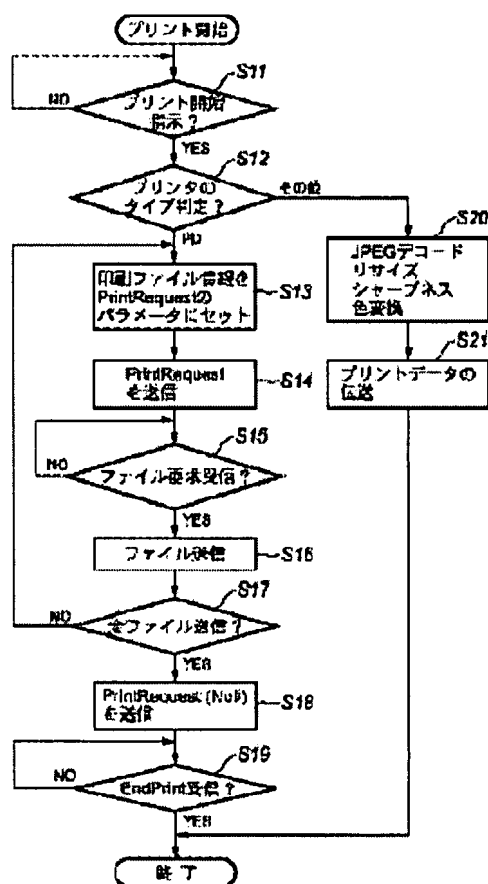 プリント開始
S11
プリント開始
指示？
NO
YES
S12
プリンタの
タイプ判定？
その他
PD
S20
JPEGデコード
リサイズ
シャープネス
色変換
印刷ファイル情報を
PrintRequestの
パラメータにセット
S13
S21
プリントデータの
伝送
PrintRequest
を送信
S14
S15
NO
ファイル要求受信？
YES
ファイル送信
S16
S17
NO
全ファイル送信？
YES
PrintRequest (Null)
を送信
S18
S19
NO
EndPrint受信？
YES
終了